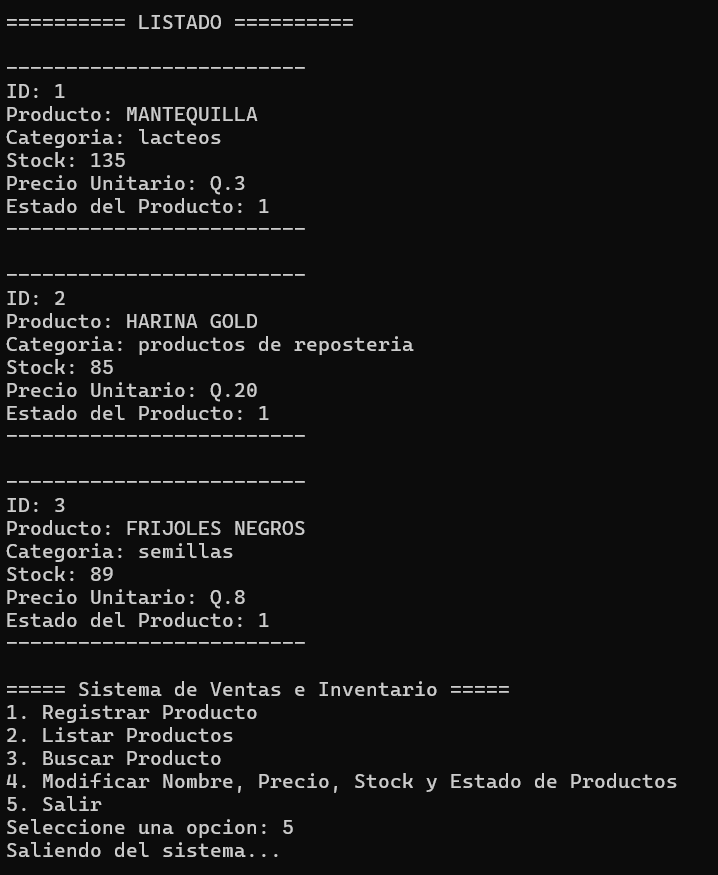 ========== LISTADO ==========
-------------------------
ID: 1
Producto: MANTEQUILLA
Categoria: lacteos
Stock: 135
Precio Unitario: Q.3
Estado del Producto: 1
-------------------------
-------------------------
ID: 2
Producto: HARINA GOLD
Categoria: productos de reposteria
Stock: 85
Precio Unitario: Q.20
Estado del Producto: 1
-------------------------
-------------------------
ID: 3
Producto: FRIJOLES NEGROS
Categoria: semillas
Stock: 89
Precio Unitario: Q.8
Estado del Producto: 1
-------------------------
===== Sistema de Ventas e Inventario =====
1. Registrar Producto
2. Listar Productos
3. Buscar Producto
4. Modificar Nombre, Precio, Stock y Estado de Productos
5. Salir
Seleccione una opcion: 5
Saliendo del sistema...